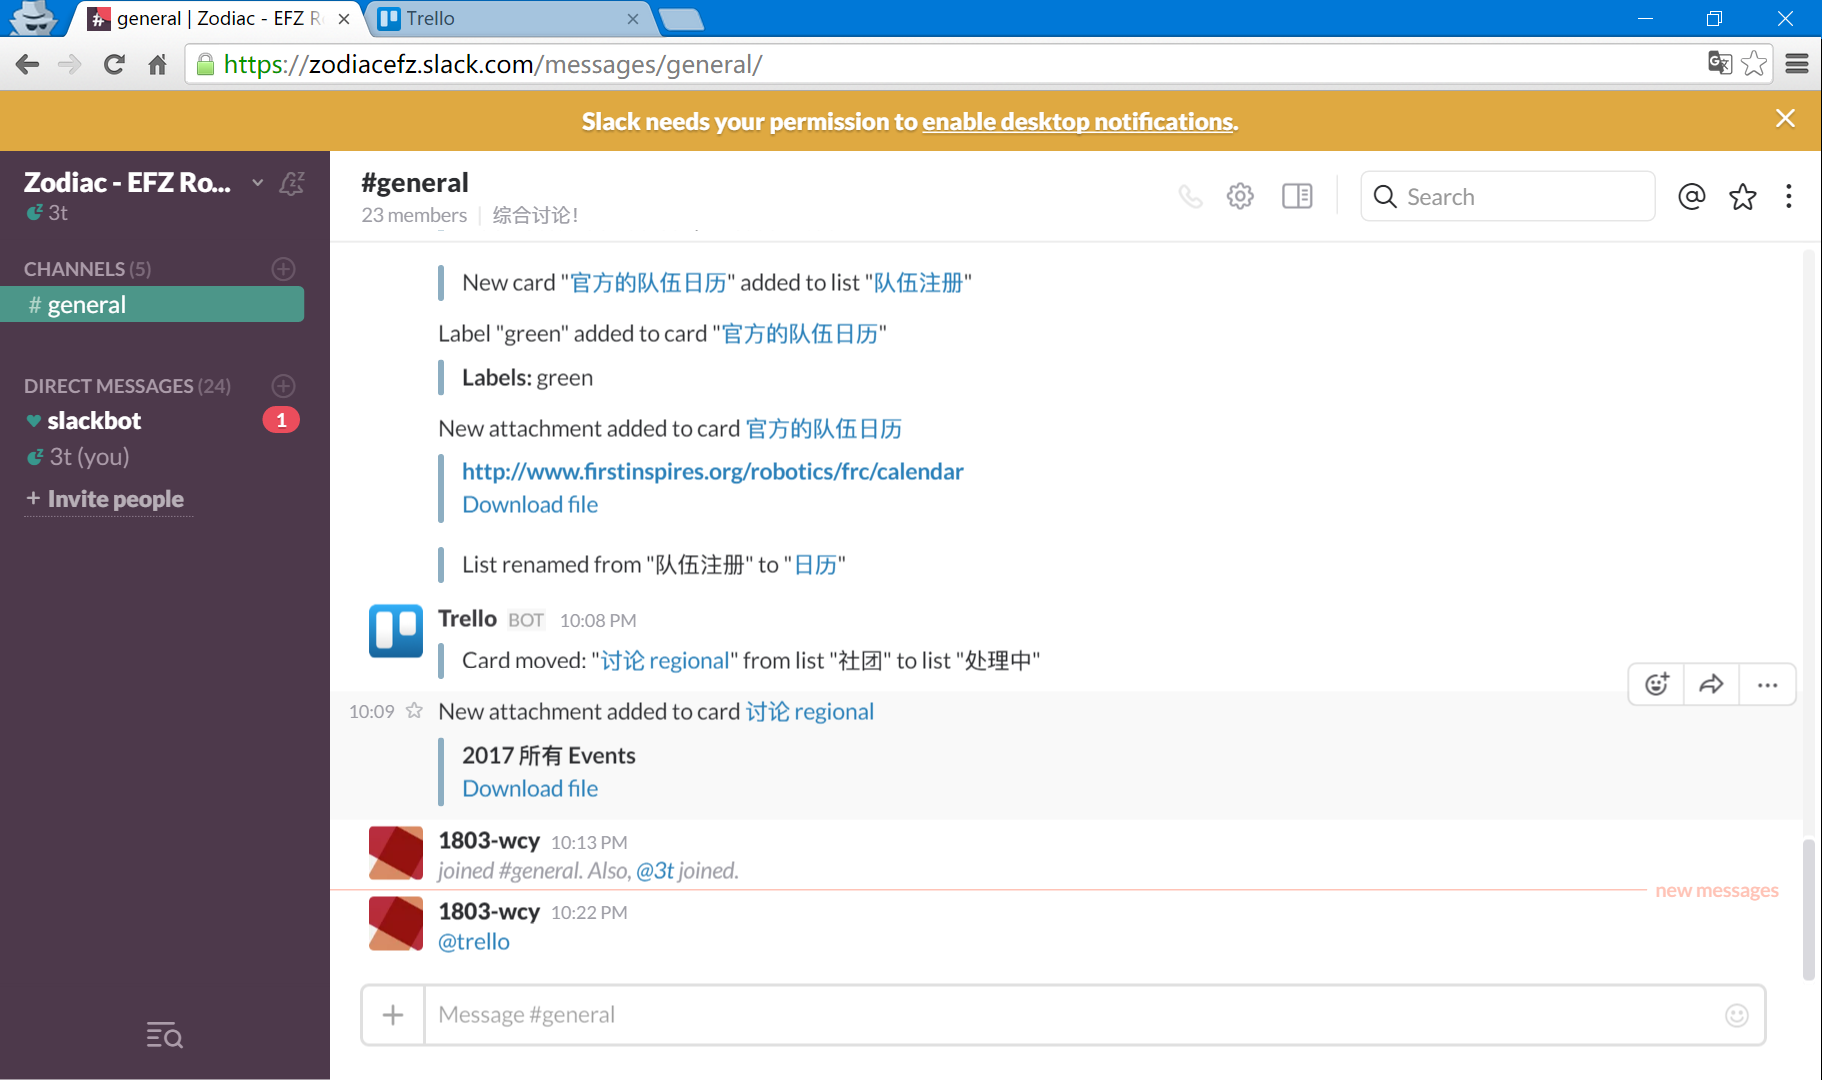 general | Zodiac - EFZ R
Trello
https://zodiacefz.slack.com/messages/general/
Slack needs your permission to enable desktop notifications.
Zodiac - EFZ Ro...
3t
CHANNELS (5)
# general
DIRECT MESSAGES (24)
slackbot 1
3t (you)
+ Invite people
#general
23 members | 综合讨论!
Search
New card "官方的队伍日历" added to list "队伍注册"
Label "green" added to card "官方的队伍日历"
Labels: green
New attachment added to card 官方的队伍日历
http://www.firstinspires.org/robotics/frc/calendar
Download file
List renamed from "队伍注册" to "日历"
Trello BOT 10:08 PM
Card moved: "讨论 regional" from list "社团" to list "处理中"
10:09 New attachment added to card 讨论 regional
2017 所有 Events
Download file
1803-wcy 10:13 PM
joined #general. Also, @3t joined.
new messages
1803-wcy 10:22 PM
@trello
Message #general